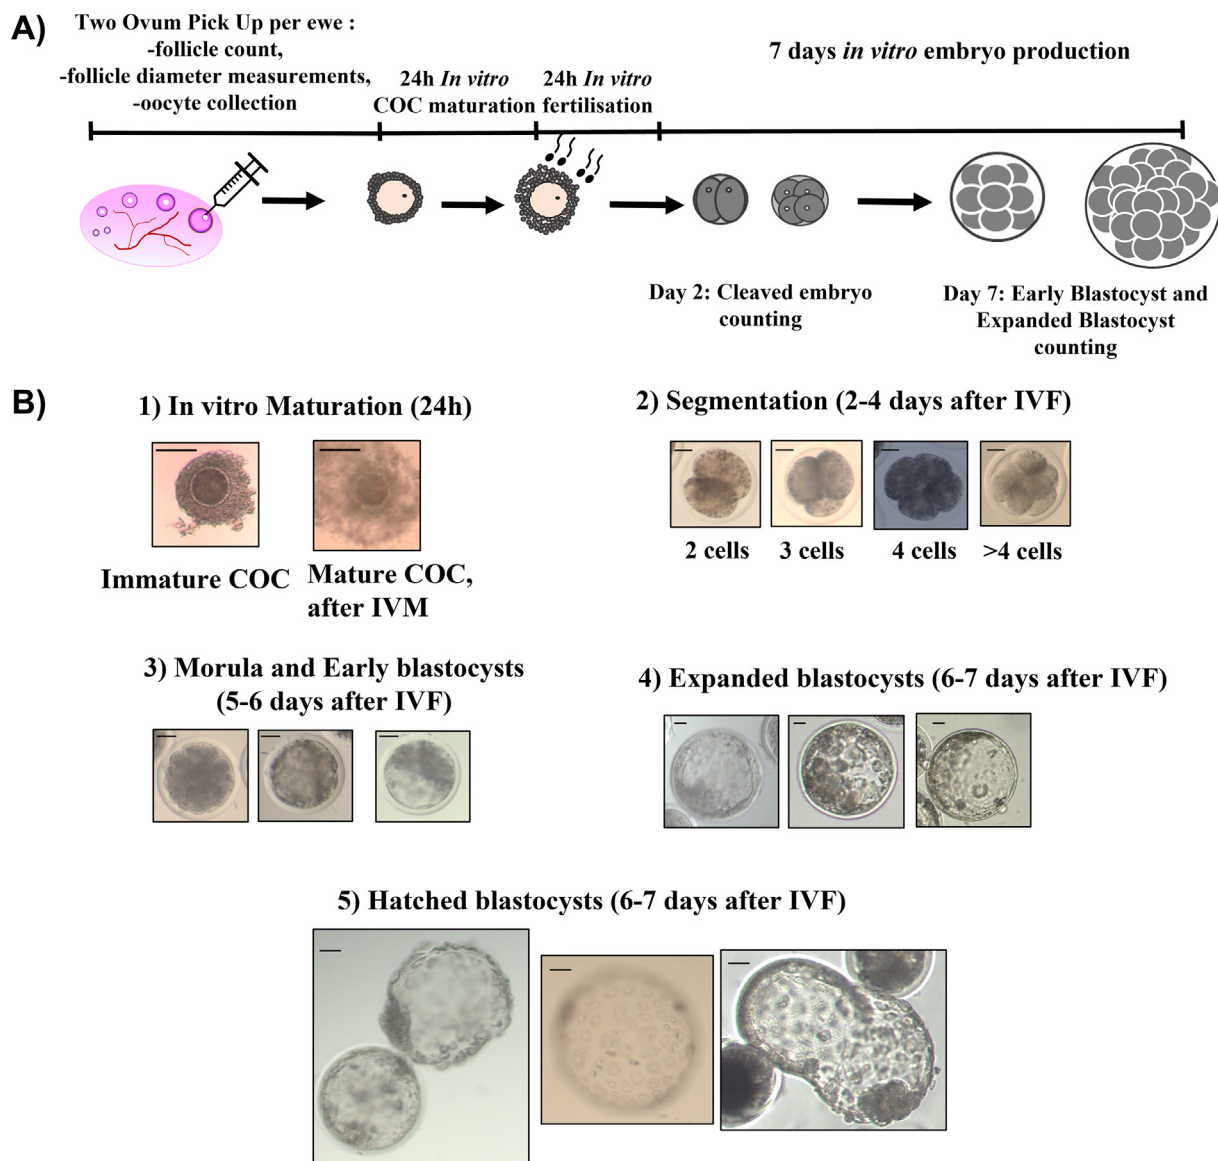 A)
Two Ovum Pick Up per ewe :
-follicle count,
-follicle diameter measurements,
-oocyte collection
24h In vitro
COC maturation
24h In vitro
fertilisation
7 days in vitro embryo production
Day 2: Cleaved embryo
counting
Day 7: Early Blastocyst and
Expanded Blastocyst
counting
B)
1) In vitro Maturation (24h)
Immature COC
Mature COC,
after IVM
2) Segmentation (2-4 days after IVF)
2 cells
3 cells
4 cells
>4 cells
3) Morula and Early blastocysts
(5-6 days after IVF)
4) Expanded blastocysts (6-7 days after IVF)
5) Hatched blastocysts (6-7 days after IVF)